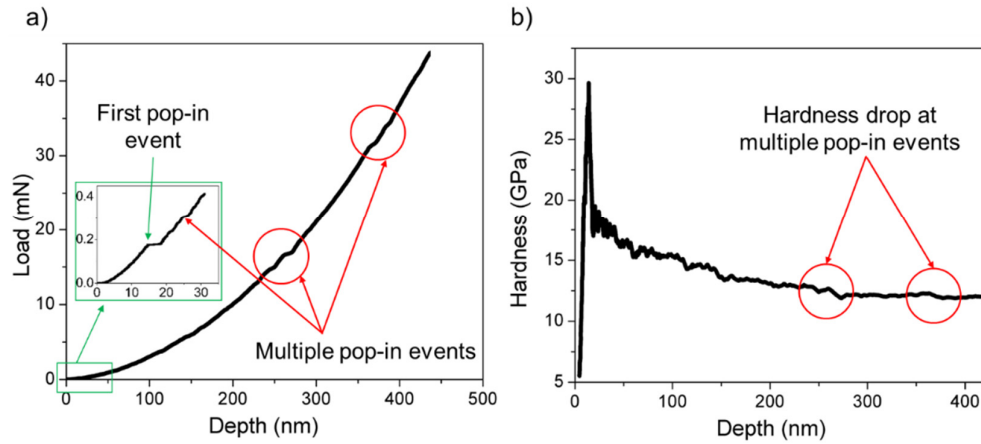 a)
First pop-in
event
0.4
0.2
0.0
0 10 20 30
Multiple pop-in events
Load (mN)
40
30
20
10
0
0 100 200 300 400 500
Depth (nm)
b)
Hardness drop at
multiple pop-in events
Hardness (GPa)
35
30
25
20
15
10
5
0 100 200 300 400
Depth (nm)